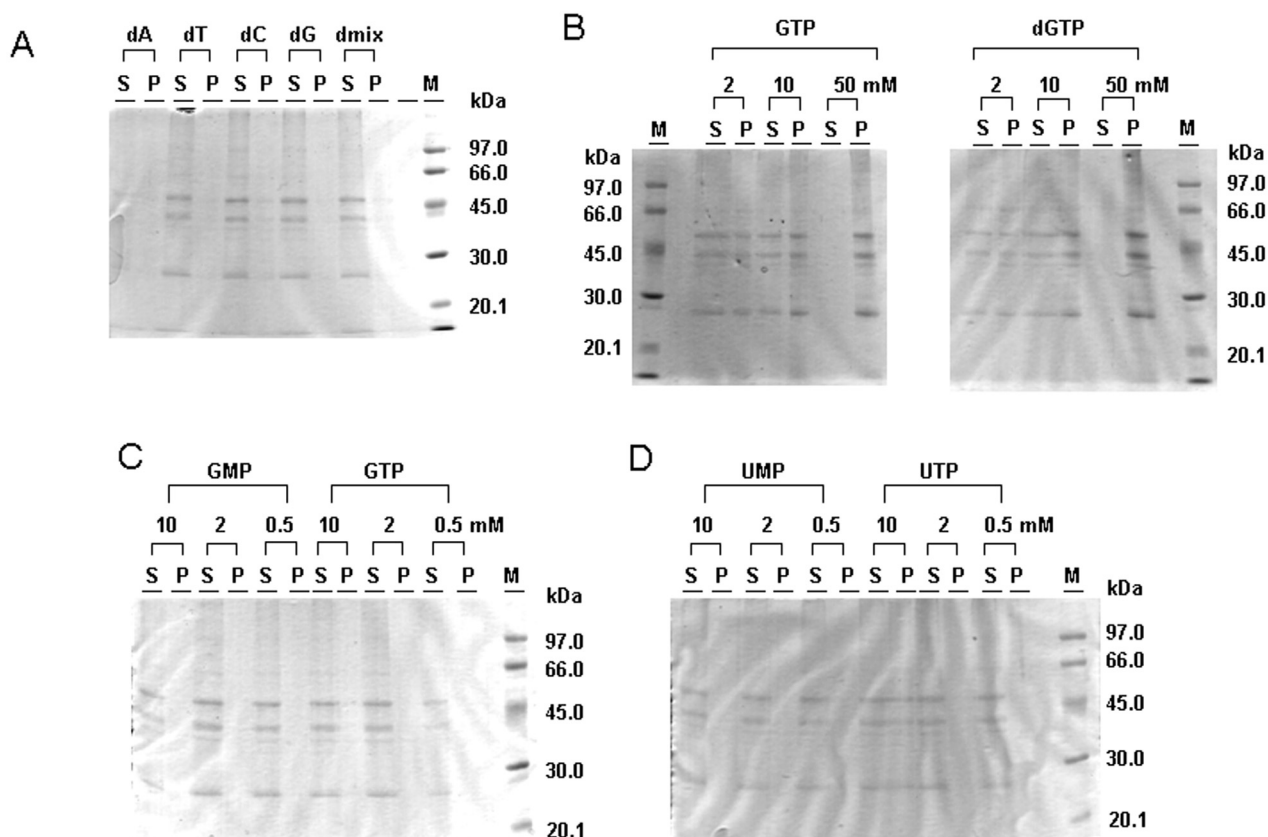 A
dA dT dC dG dmix
S P S P S P S P S P M
kDa
97.0
66.0
45.0
30.0
20.1
B
GTP dGTP
2 10 50 mM 2 10 50 mM
M S P S P S P S P S P S P M
kDa
97.0
66.0
45.0
30.0
20.1
kDa
97.0
66.0
45.0
30.0
20.1
C
GMP GTP
10 2 0.5 10 2 0.5 mM
S P S P S P S P S P S P M
kDa
97.0
66.0
45.0
30.0
20.1
D
UMP UTP
10 2 0.5 10 2 0.5 mM
S P S P S P S P S P S P M
kDa
97.0
66.0
45.0
30.0
20.1